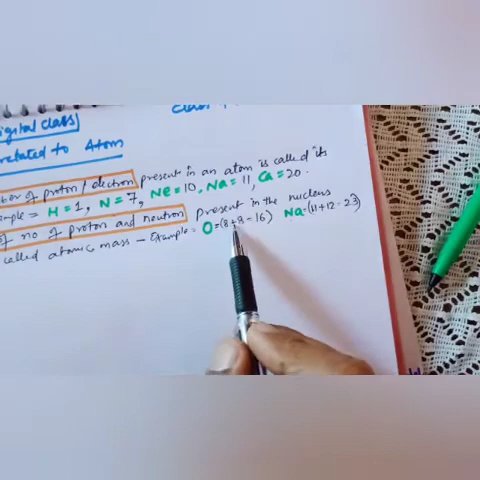 Digital class
Class
related to Atom
ber of proton / electron present in an atom is called its
ample = H = 1, N = 7, Ne = 10, Na = 11, Ca = 20.
of no of proton and neutron present in the nucleus
called atomic mass - Example = O = (8+8 - 16) Na = (11+12 - 23)